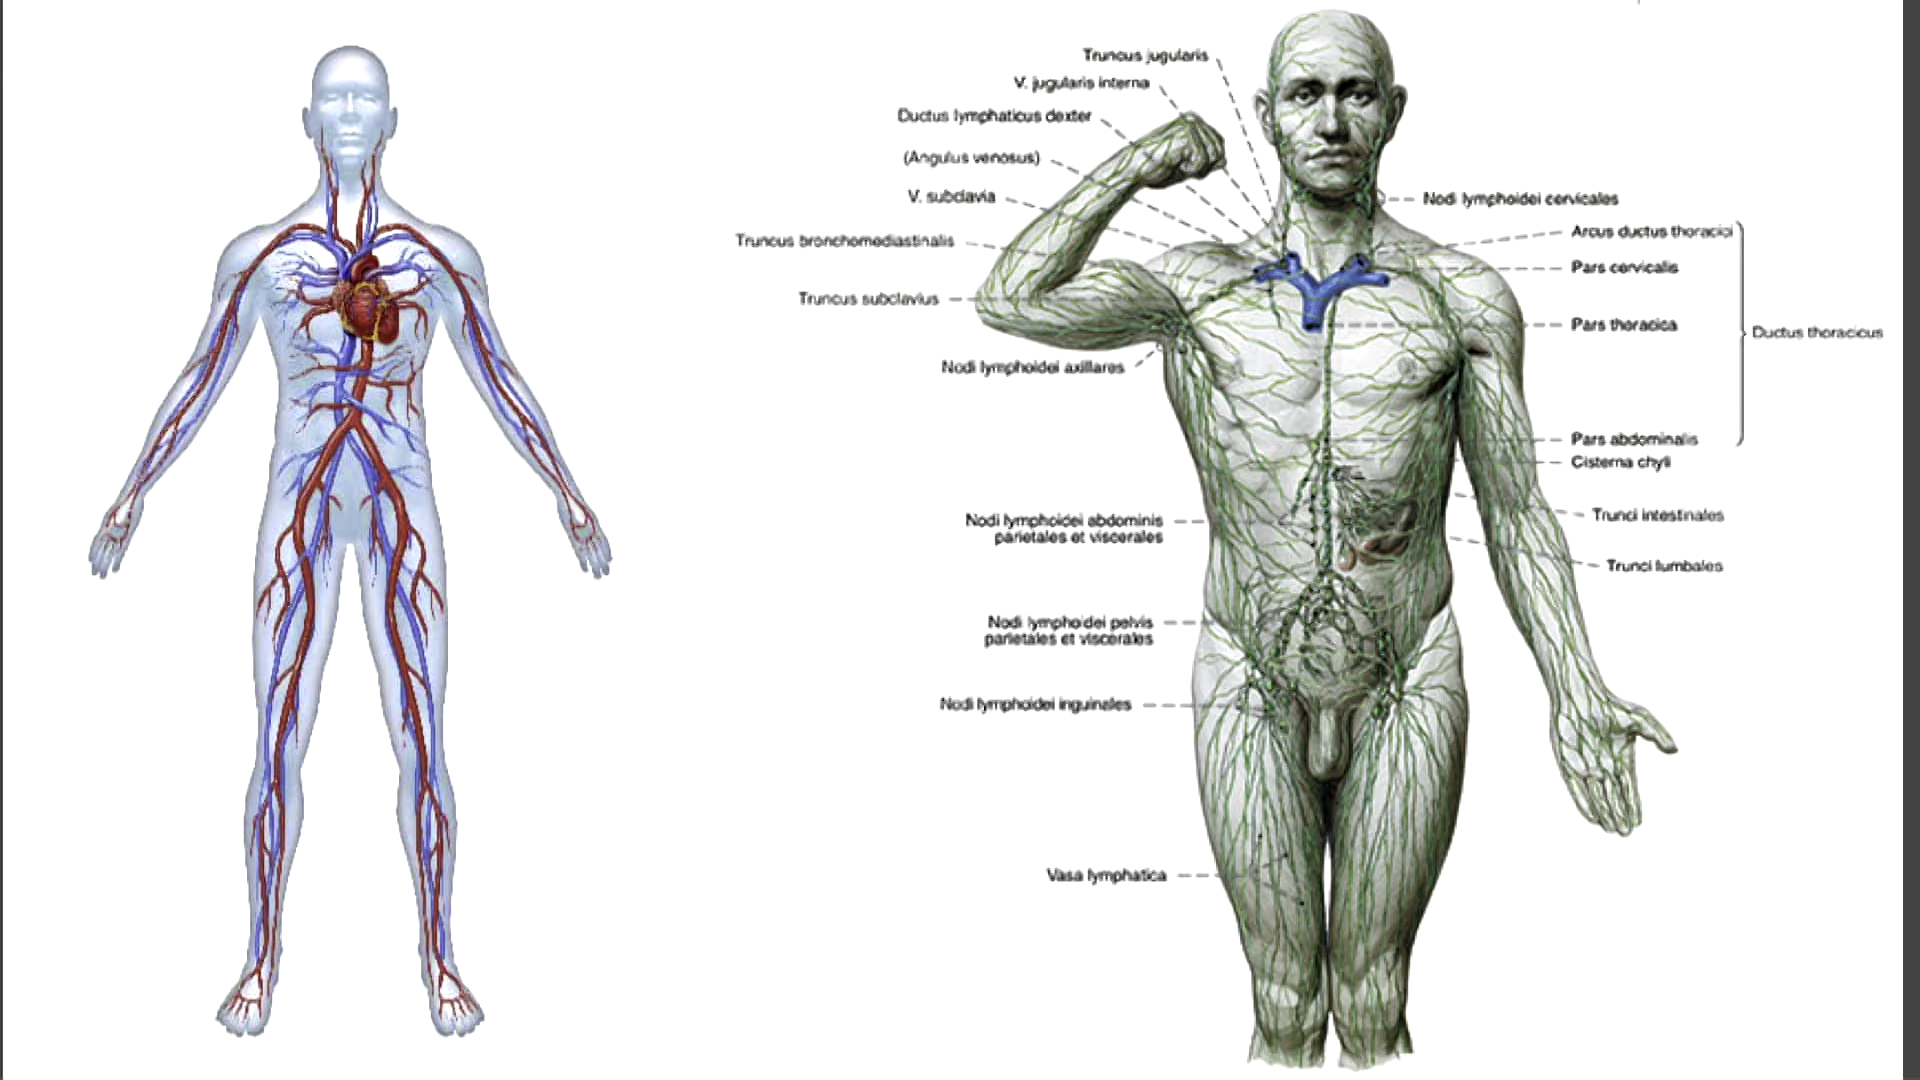 Truncus jugularis
V. jugularis interna
Ductus lymphaticus dexter
(Angulus venosus)
V. subclavia
Truncus bronchomediastinalis
Truncus subclavius
Nodi lymphoidei axillares
Nodi lymphoidei abdominis
parietales et viscerales
Nodi lymphoidei pelvis
parietales et viscerales
Nodi lymphoidei inguinales
Vasa lymphatica
Nodi lymphoidei cervicales
Arcus ductus thoracici
Pars cervicalis
Pars thoracica
Ductus thoracicus
Pars abdominalis
Cisterna chyli
Trunci intestinales
Trunci lumbales